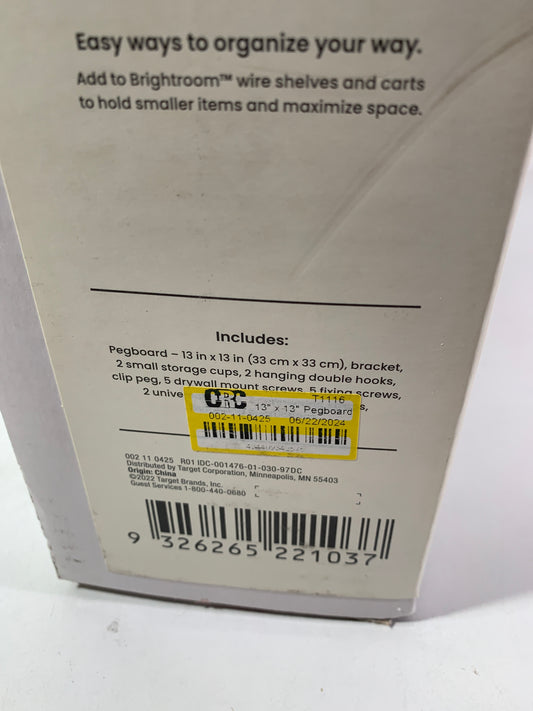 Easy ways to organize your way.
Add to Brightroom™ wire shelves and carts
to hold smaller items and maximize space.
Includes:
Pegboard – 13 in x 13 in (33 cm x 33 cm), bracket,
2 small storage cups, 2 hanging double hooks,
clip peg, 5 drywall mount screws, 5 fixing screws,
2 unive
s,
CRC
T1116
13" x 13" Pegboard
002-11-0425 06/22/2024
002 11 0425 R01 IDC-001476-01-030-97DC
Distributed by Target Corporation, Minneapolis, MN 55403
Origin: China
©2022 Target Brands, Inc.
Guest Services 1-800-440-0680
9 326265 221037